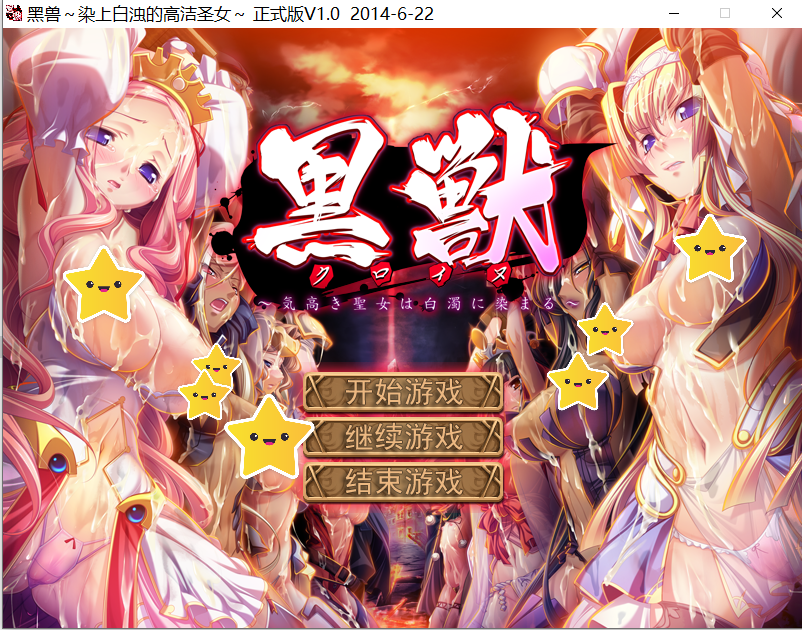 黑兽～染上白浊的高洁圣女～ 正式版V1.0 2014-6-22
黒獣
クロイヌ
～気高き聖女は白濁に染まる～
开始游戏
继续游戏
结束游戏